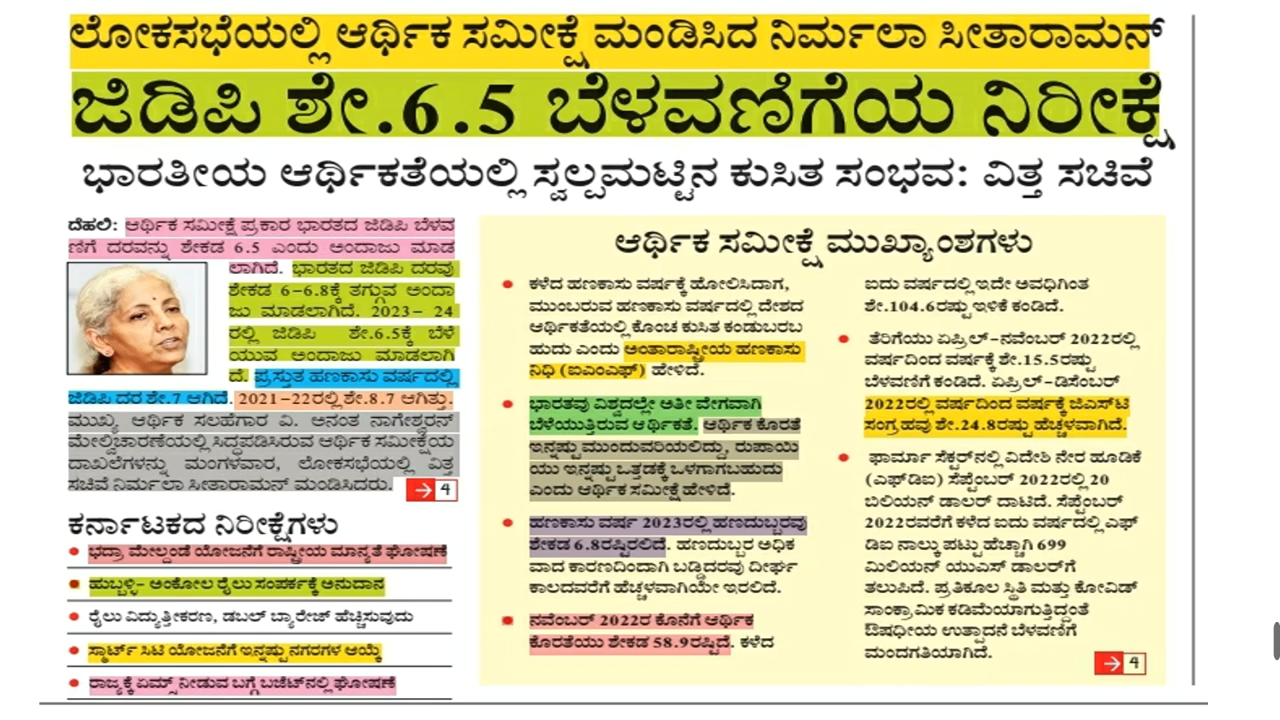 ಲೋಕಸಭೆಯಲ್ಲಿ ಆರ್ಥಿಕ ಸಮೀಕ್ಷೆ ಮಂಡಿಸಿದ ನಿರ್ಮಲಾ ಸೀತಾರಾಮನ್
ಜಿಡಿಪಿ ಶೇ.6.5 ಬೆಳವಣಿಗೆಯ ನಿರೀಕ್ಷೆ
ಭಾರತೀಯ ಆರ್ಥಿಕತೆಯಲ್ಲಿ ಸ್ವಲ್ಪಮಟ್ಟಿನ ಕುಸಿತ ಸಂಭವ: ವಿತ್ತ ಸಚಿವೆ
ದೆಹಲಿ: ಆರ್ಥಿಕ ಸಮೀಕ್ಷೆ ಪ್ರಕಾರ ಭಾರತದ ಜಿಡಿಪಿ ಬೆಳವ
ಣಿಗೆ ದರವನ್ನು ಶೇಕಡ 6.5 ಎಂದು ಅಂದಾಜು ಮಾಡ
ಲಾಗಿದೆ. ಭಾರತದ ಜಿಡಿಪಿ ದರವು
ಶೇಕಡ 6-6.8ಕ್ಕೆ ತಗ್ಗುವ ಅಂದಾ
ಜು ಮಾಡಲಾಗಿದೆ. 2023- 24
ರಲ್ಲಿ ಜಿಡಿಪಿ ಶೇ.6.5ಕ್ಕೆ ಬೆಳೆ
ಯುವ ಅಂದಾಜು ಮಾಡಲಾಗಿ
ದೆ. ಪ್ರಸ್ತುತ ಹಣಕಾಸು ವರ್ಷದಲ್ಲಿ
ಜಿಡಿಪಿ ದರ ಶೇ.7 ಆಗಿದೆ. 2021-22ರಲ್ಲಿ ಶೇ.8.7 ಆಗಿತ್ತು.
ಮುಖ್ಯ ಆರ್ಥಿಕ ಸಲಹೆಗಾರ ವಿ. ಅನಂತ ನಾಗೇಶ್ವರನ್
ಮೇಲ್ವಿಚಾರಣೆಯಲ್ಲಿ ಸಿದ್ಧಪಡಿಸಿರುವ ಆರ್ಥಿಕ ಸಮೀಕ್ಷೆಯ
ದಾಖಲೆಗಳನ್ನು ಮಂಗಳವಾರ, ಲೋಕಸಭೆಯಲ್ಲಿ ವಿತ್ತ
ಸಚಿವೆ ನಿರ್ಮಲಾ ಸೀತಾರಾಮನ್ ಮಂಡಿಸಿದರು. → 4
ಕರ್ನಾಟಕದ ನಿರೀಕ್ಷೆಗಳು
• ಭದ್ರಾ ಮೇಲ್ದಂಡೆ ಯೋಜನೆಗೆ ರಾಷ್ಟ್ರೀಯ ಮಾನ್ಯತೆ ಘೋಷಣೆ
• ಹುಬ್ಬಳ್ಳಿ- ಅಂಕೋಲ ರೈಲು ಸಂಪರ್ಕಕ್ಕೆ ಅನುದಾನ
• ರೈಲು ವಿದ್ಯುತ್ತೀಕರಣ, ಡಬಲ್ ಬ್ಯಾರೇಜ್ ಹೆಚ್ಚಿಸುವುದು
• ಸ್ಮಾರ್ಟ್ ಸಿಟಿ ಯೋಜನೆಗೆ ಇನ್ನಷ್ಟು ನಗರಗಳ ಆಯ್ಕೆ
• ರಾಜ್ಯಕ್ಕೆ ಏಮ್ಸ್ ನೀಡುವ ಬಗ್ಗೆ ಬಜೆಟ್‌ನಲ್ಲಿ ಘೋಷಣೆ
ಆರ್ಥಿಕ ಸಮೀಕ್ಷೆ ಮುಖ್ಯಾಂಶಗಳು
• ಕಳೆದ ಹಣಕಾಸು ವರ್ಷಕ್ಕೆ ಹೋಲಿಸಿದಾಗ,
ಮುಂಬರುವ ಹಣಕಾಸು ವರ್ಷದಲ್ಲಿ ದೇಶದ
ಆರ್ಥಿಕತೆಯಲ್ಲಿ ಕೊಂಚ ಕುಸಿತ ಕಂಡುಬರಬ
ಹುದು ಎಂದು ಅಂತಾರಾಷ್ಟ್ರೀಯ ಹಣಕಾಸು
ನಿಧಿ (ಐಎಂಎಫ್) ಹೇಳಿದೆ.
• ಭಾರತವು ವಿಶ್ವದಲ್ಲೇ ಅತೀ ವೇಗವಾಗಿ
ಬೆಳೆಯುತ್ತಿರುವ ಆರ್ಥಿಕತೆ. ಆರ್ಥಿಕ ಕೊರತೆ
ಇನ್ನಷ್ಟು ಮುಂದುವರಿಯಲಿದ್ದು, ರುಪಾಯಿ
ಯು ಇನ್ನಷ್ಟು ಒತ್ತಡಕ್ಕೆ ಒಳಗಾಗಬಹುದು
ಎಂದು ಆರ್ಥಿಕ ಸಮೀಕ್ಷೆ ಹೇಳಿದೆ.
• ಹಣಕಾಸು ವರ್ಷ 2023ರಲ್ಲಿ ಹಣದುಬ್ಬರವು
ಶೇಕಡ 6.8ರಷ್ಟಿರಲಿದೆ. ಹಣದುಬ್ಬರ ಅಧಿಕ
ವಾದ ಕಾರಣದಿಂದಾಗಿ ಬಡ್ಡಿದರವು ದೀರ್ಘ
ಕಾಲದವರೆಗೆ ಹೆಚ್ಚಳವಾಗಿಯೇ ಇರಲಿದೆ.
• ನವೆಂಬರ್ 2022ರ ಕೊನೆಗೆ ಆರ್ಥಿಕ
ಕೊರತೆಯು ಶೇಕಡ 58.9ರಷ್ಟಿದೆ. ಕಳೆದ
ಐದು ವರ್ಷದಲ್ಲಿ ಇದೇ ಅವಧಿಗಿಂತ
ಶೇ.104.6ರಷ್ಟು ಇಳಿಕೆ ಕಂಡಿದೆ.
• ತೆರಿಗೆಯು ಏಪ್ರಿಲ್-ನವೆಂಬರ್ 2022ರಲ್ಲಿ
ವರ್ಷದಿಂದ ವರ್ಷಕ್ಕೆ ಶೇ.15.5ರಷ್ಟು
ಬೆಳವಣಿಗೆ ಕಂಡಿದೆ. ಏಪ್ರಿಲ್-ಡಿಸೆಂಬರ್
2022ರಲ್ಲಿ ವರ್ಷದಿಂದ ವರ್ಷಕ್ಕೆ ಜಿಎಸ್‌ಟಿ
ಸಂಗ್ರಹವು ಶೇ.24.8ರಷ್ಟು ಹೆಚ್ಚಳವಾಗಿದೆ.
• ಫಾರ್ಮಾ ಸೆಕ್ಟರ್‌ನಲ್ಲಿ ವಿದೇಶಿ ನೇರ ಹೂಡಿಕೆ
(ಎಫ್‌ಡಿಐ) ಸೆಪ್ಟೆಂಬರ್ 2022ರಲ್ಲಿ 20
ಬಿಲಿಯನ್ ಡಾಲರ್ ದಾಟಿದೆ. ಸೆಪ್ಟೆಂಬರ್
2022ರವರೆಗೆ ಕಳೆದ ಐದು ವರ್ಷದಲ್ಲಿ ಎಫ್
ಡಿಐ ನಾಲ್ಕು ಪಟ್ಟು ಹೆಚ್ಚಾಗಿ 699
ಮಿಲಿಯನ್ ಯುಎಸ್ ಡಾಲರ್‌ಗೆ
ತಲುಪಿದೆ. ಪ್ರತಿಕೂಲ ಸ್ಥಿತಿ ಮತ್ತು ಕೋವಿಡ್
ಸಾಂಕ್ರಾಮಿಕ ಕಡಿಮೆಯಾಗುತ್ತಿದ್ದಂತೆ
ಔಷಧೀಯ ಉತ್ಪಾದನೆ ಬೆಳವಣಿಗೆ
ಮಂದಗತಿಯಾಗಿದೆ.
→ 4